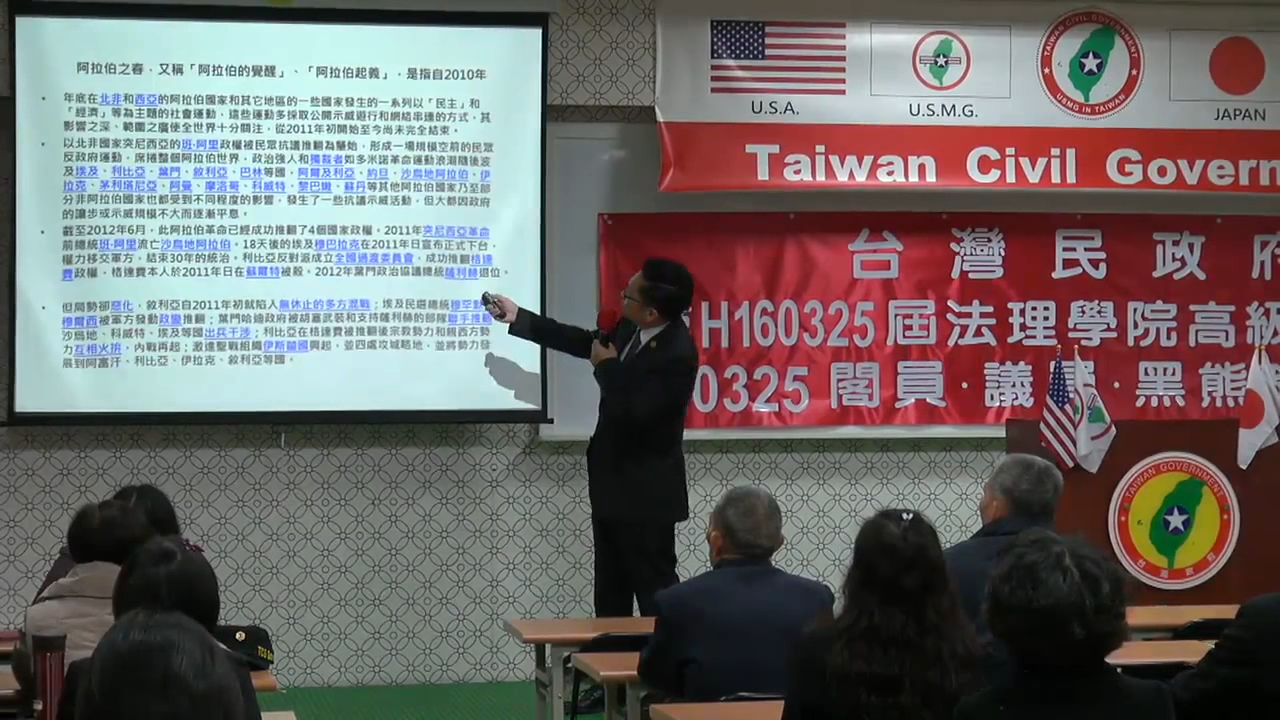 阿拉伯之春，又稱「阿拉伯的覺醒」、「阿拉伯起義」，是指自2010年
年底在北非和西亞的阿拉伯國家和其它地區的一些國家發生的一系列以「民主」和
「經濟」等為主題的社會運動，這些運動多採取公開示威遊行和網絡串連的方式，其
影響之深、範圍之廣使全世界十分關注，從2011年初開始至今尚未完全結束。
以北非國家突尼西亞的班·阿里政權被民眾抗議推翻為肇始，形成一場規模空前的民眾
反政府運動，席捲整個阿拉伯世界，政治強人和獨裁者如多米諾革命運動浪潮隨後波
及埃及、利比亞、葉門、敘利亞、巴林等國，阿爾及利亞、約旦、沙烏地阿拉伯、伊
拉克、茅利塔尼亞、阿曼、摩洛哥、科威特、黎巴嫩、蘇丹等其他阿拉伯國家乃至部
分非阿拉伯國家也都受到不同程度的影響，發生了一些抗議示威活動，但大都因政府
的讓步或示威規模不大而逐漸平息。
截至2012年6月，此阿拉伯革命已經成功推翻了4個國家政權。2011年突尼西亞革命
前總統班·阿里流亡沙烏地阿拉伯。18天後的埃及穆巴拉克在2011年日宣布正式下台，
權力移交軍方，結束30年的統治。利比亞反對派成立全國過渡委員會，成功推翻格達
費政權，格達費本人於2011年日在蘇爾特被殺。2012年葉門政治協議總統薩利赫退位。
但局勢卻惡化，敘利亞自2011年初就陷入無休止的多方混戰；埃及民選總統穆罕默
穆爾西被軍方發動政變推翻；葉門哈迪政府被胡塞武裝和支持薩利赫的部隊聯手推翻
沙烏地、科威特、埃及等國出兵干涉；利比亞在格達費被推翻後宗教勢力和親西方勢
力互相火拚，內戰再起；激進聖戰組織伊斯蘭國興起，並四處攻城略地，並將勢力發
展到阿富汗、利比亞、伊拉克、敘利亞等國。
U.S.A.
U.S.M.G.
TAIWAN CIVIL GOVERNMENT
USMG IN TAIWAN
JAPAN
Taiwan Civil Govern
台灣民政府
H160325屆法理學院高級
0325 閣員·議員·黑熊
TAIWAN GOVERNMENT
台灣政府